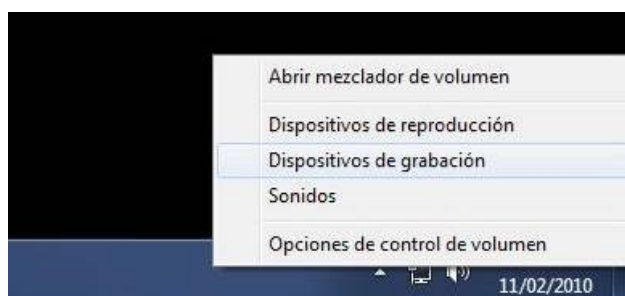 Abrir mezclador de volumen
Dispositivos de reproducción
Dispositivos de grabación
Sonidos
Opciones de control de volumen
11/02/2010